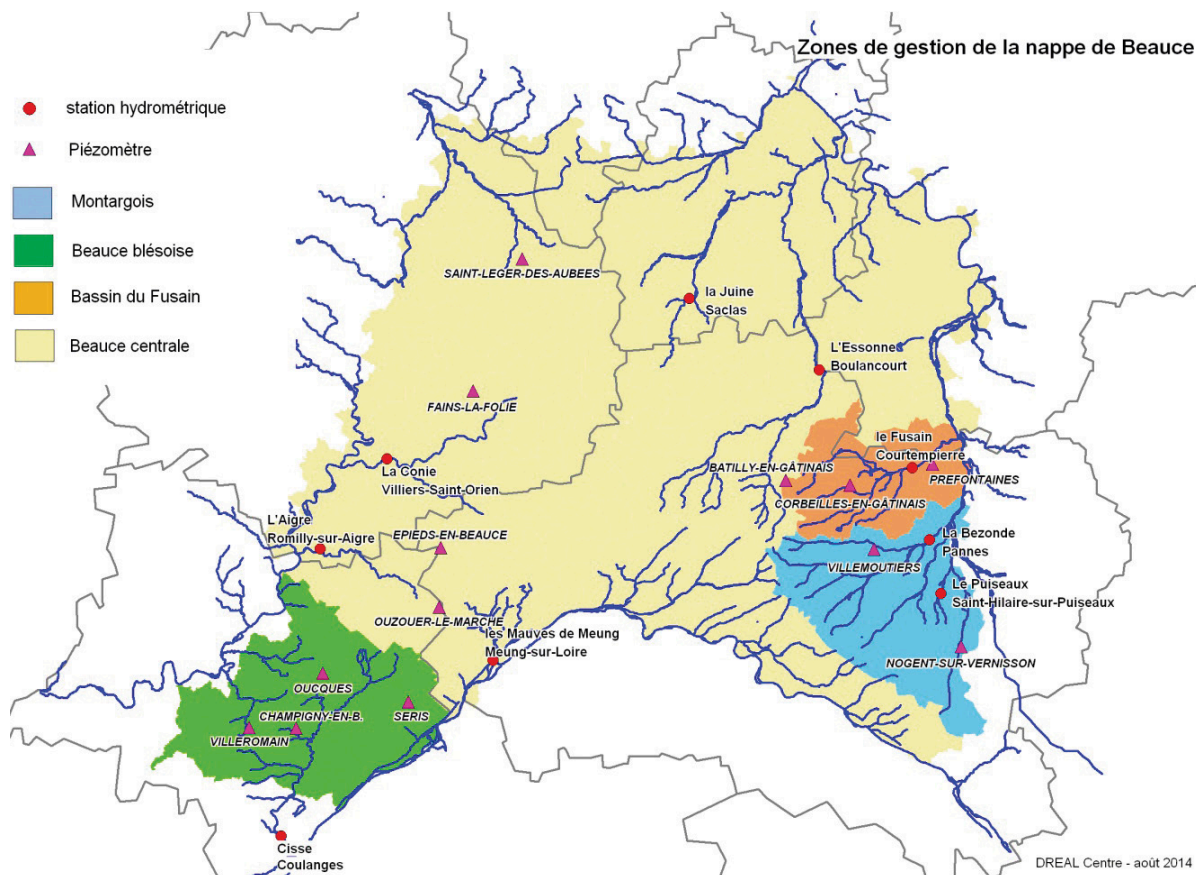 Zones de gestion de la nappe de Beauce
station hydrométrique
Piézomètre
Montargois
Beauce blésoise
Bassin du Fusain
Beauce centrale
SAINT-LEGER-DES-AUBEES
la Juine
Saclas
L'Essonne
Boulancourt
FAINS-LA-FOLIE
La Conie
Villiers-Saint-Orien
le Fusain
Courtempierre
BATILLY-EN-GÂTINAIS
PREFONTAINES
CORBEILLES-EN-GÂTINAIS
L'Aigre
Romilly-sur-Aigre
EPIEDS-EN-BEAUCE
La Bezonde
Pannes
VILLEMOUTIERS
Le Puiseaux
Saint-Hilaire-sur-Puiseaux
OUZOUER-LE-MARCHE
les Mauves de Meung
Meung-sur-Loire
NOGENT-SUR-VERNISSON
OUCQUES
CHAMPIGNY-EN-B.
SERIS
VILLEROMAIN
Cisse
Coulanges
DREAL Centre - août 2014